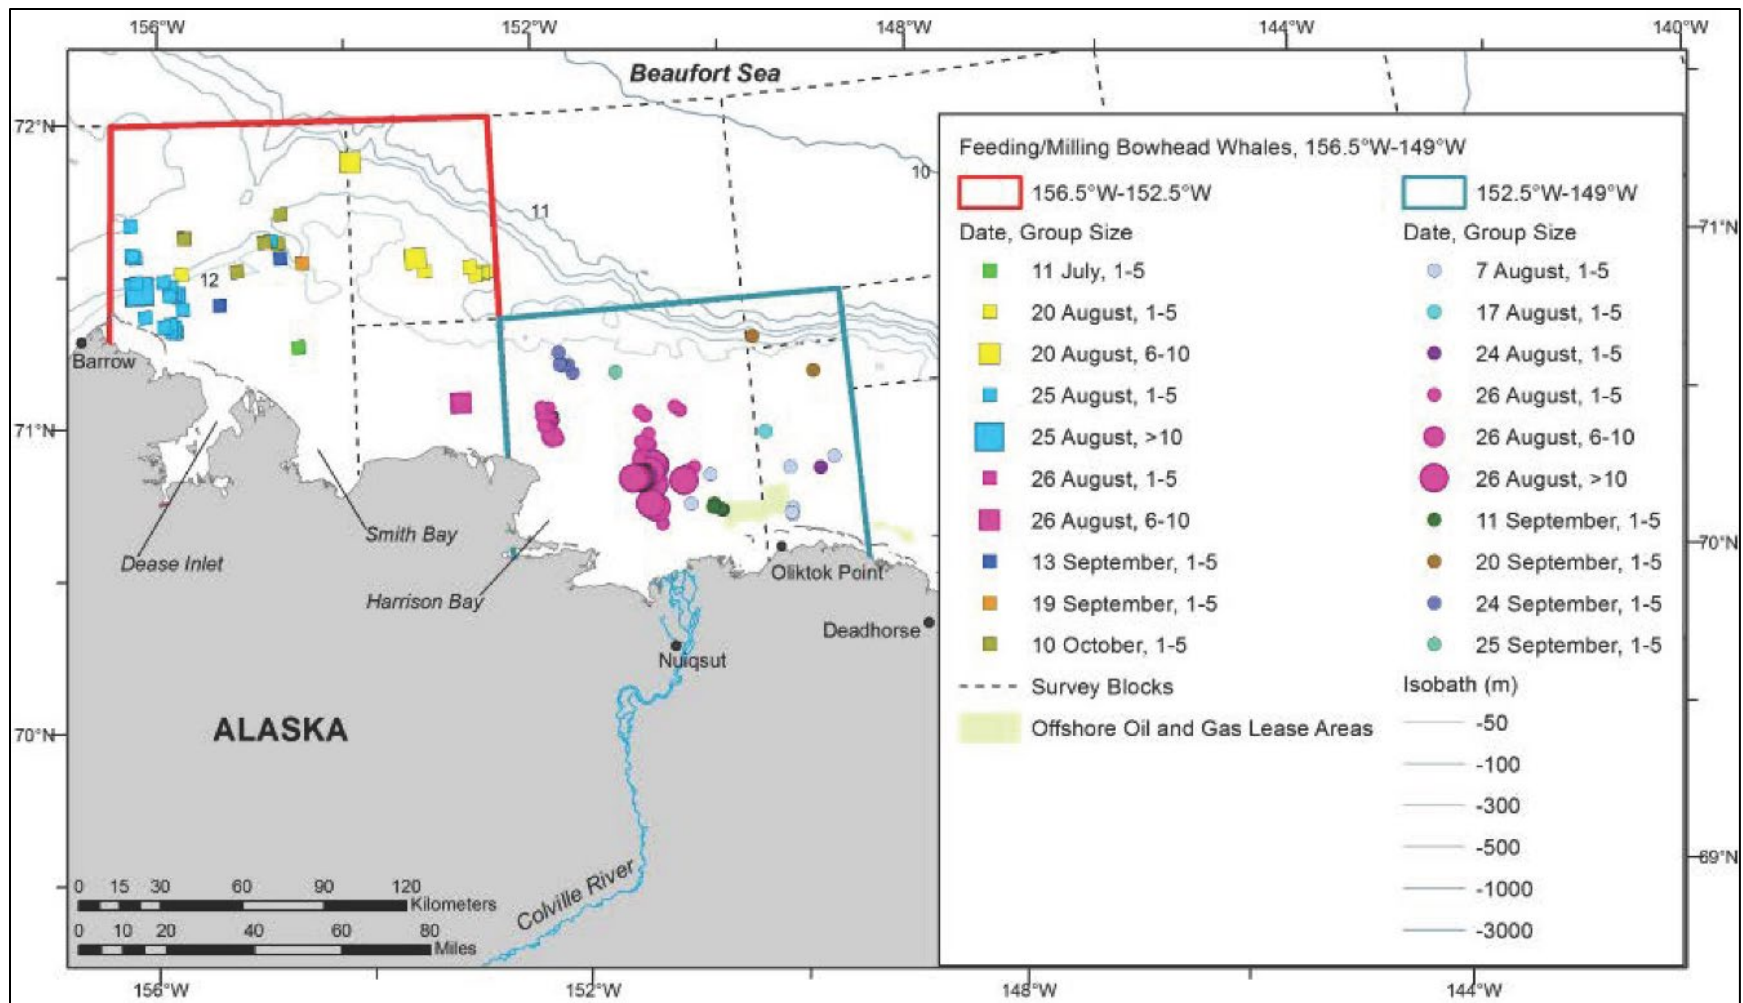 156°W 152°W 148°W 144°W 140°W
Beaufort Sea
72°N
10
11
12
71°N
Barrow
71°N
Smith Bay
Dease Inlet
Harrison Bay
70°N
Oliktok Point
Deadhorse
Nuiqsut
ALASKA
70°N
69°N
Colville River
0 15 30 60 90 120
Kilometers
0 10 20 40 60 80
Miles
156°W 152°W 148°W 144°W
Feeding/Milling Bowhead Whales, 156.5°W-149°W
156.5°W-152.5°W
Date, Group Size
11 July, 1-5
20 August, 1-5
20 August, 6-10
25 August, 1-5
25 August, >10
26 August, 1-5
26 August, 6-10
13 September, 1-5
19 September, 1-5
10 October, 1-5
Survey Blocks
Offshore Oil and Gas Lease Areas
152.5°W-149°W
Date, Group Size
7 August, 1-5
17 August, 1-5
24 August, 1-5
26 August, 1-5
26 August, 6-10
26 August, >10
11 September, 1-5
20 September, 1-5
24 September, 1-5
25 September, 1-5
Isobath (m)
-50
-100
-300
-500
-1000
-3000